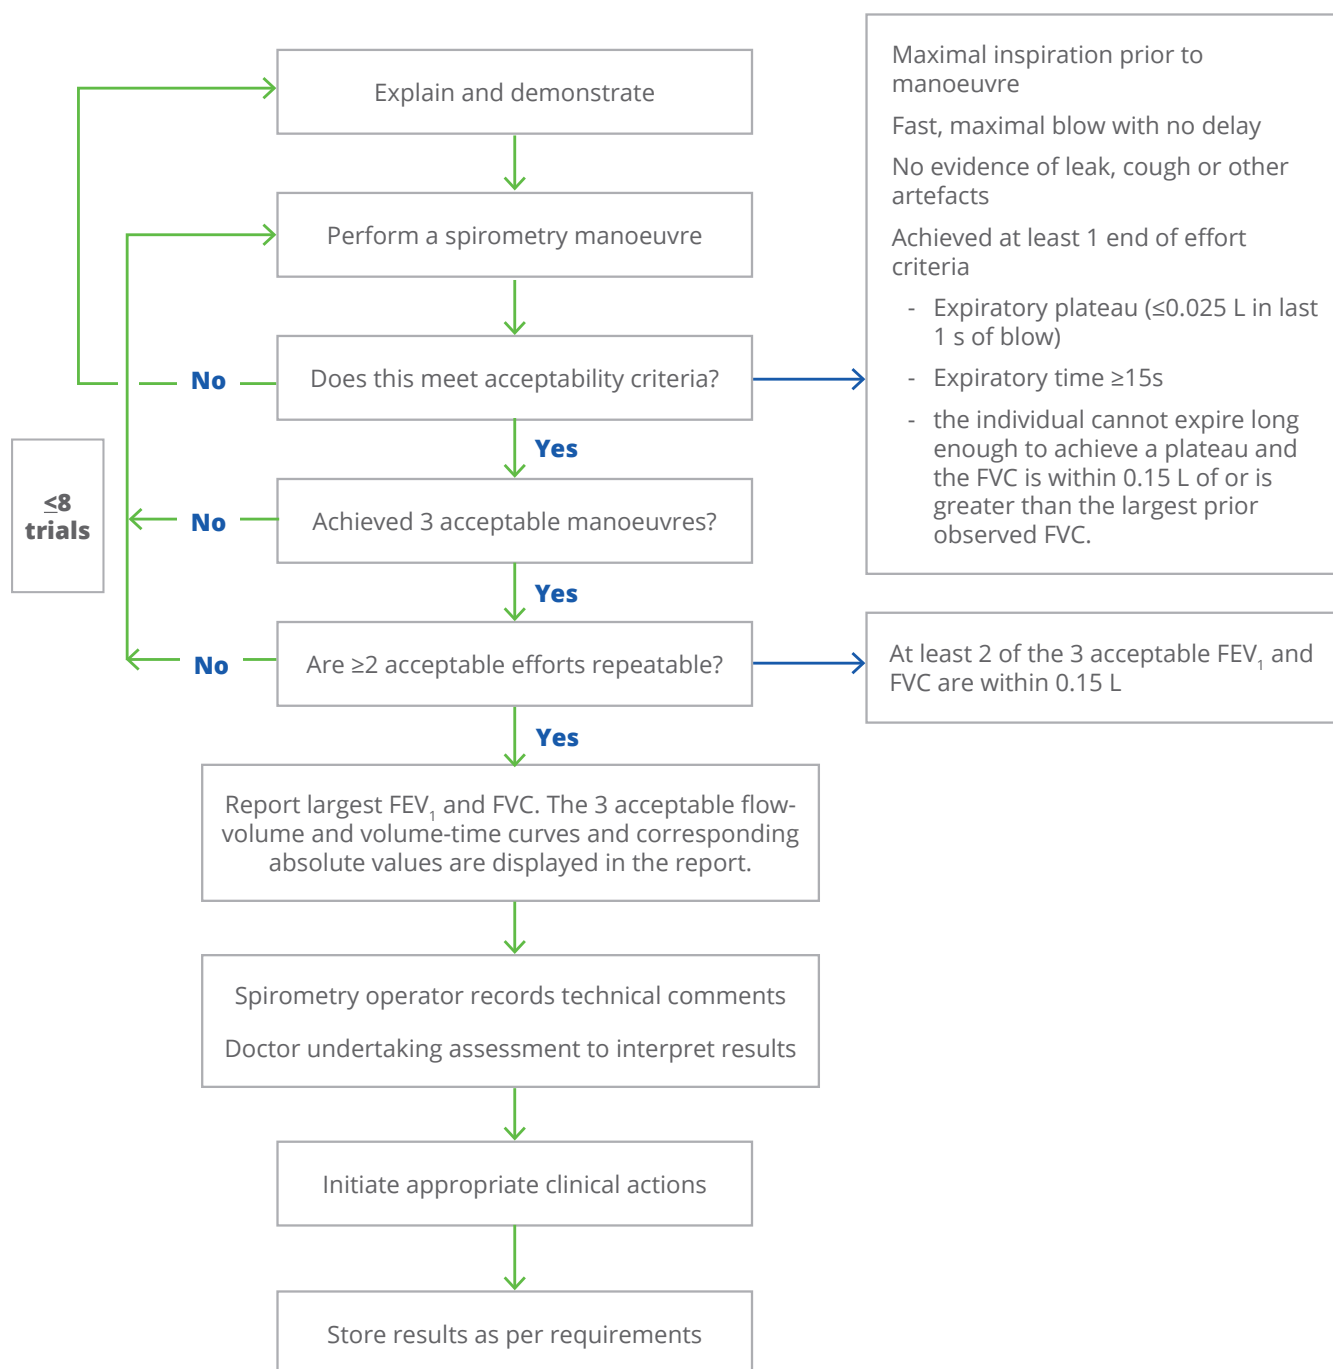 Explain and demonstrate
Perform a spirometry manoeuvre
Does this meet acceptability criteria?
No
Yes
Maximal inspiration prior to
manoeuvre
Fast, maximal blow with no delay
No evidence of leak, cough or other
artefacts
Achieved at least 1 end of effort
criteria
- Expiratory plateau (≤0.025 L in last
1 s of blow)
- Expiratory time ≥15s
- the individual cannot expire long
enough to achieve a plateau and
the FVC is within 0.15 L of or is
greater than the largest prior
observed FVC.
≤8
trials
Achieved 3 acceptable manoeuvres?
No
Yes
Are ≥2 acceptable efforts repeatable?
No
Yes
At least 2 of the 3 acceptable FEV₁ and
FVC are within 0.15 L
Report largest FEV₁ and FVC. The 3 acceptable flow-
volume and volume-time curves and corresponding
absolute values are displayed in the report.
Spirometry operator records technical comments
Doctor undertaking assessment to interpret results
Initiate appropriate clinical actions
Store results as per requirements